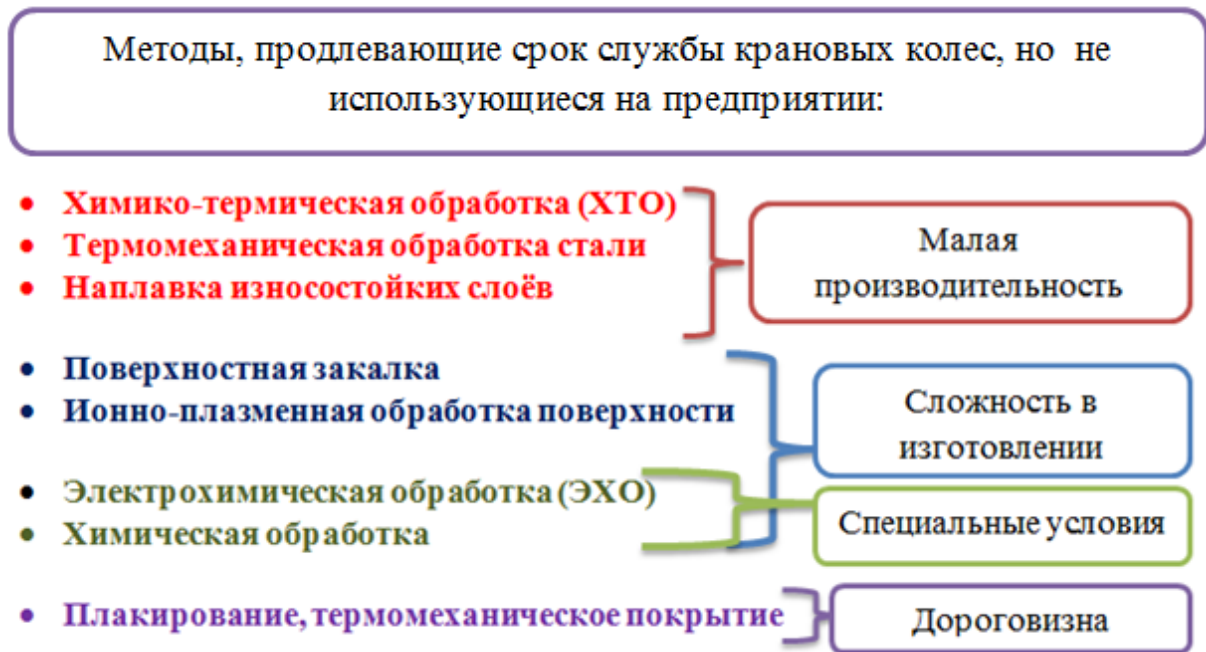 Методы, продлевающие срок службы крановых колес, но не
использующиеся на предприятии:
• Химико-термическая обработка (ХТО)
• Термомеханическая обработка стали
• Наплавка износостойких слоёв
Малая
производительность
• Поверхностная закалка
• Ионно-плазменная обработка поверхности
Сложность в
изготовлении
• Электрохимическая обработка (ЭХО)
• Химическая обработка
Специальные условия
• Плакирование, термомеханическое покрытие
Дороговизна